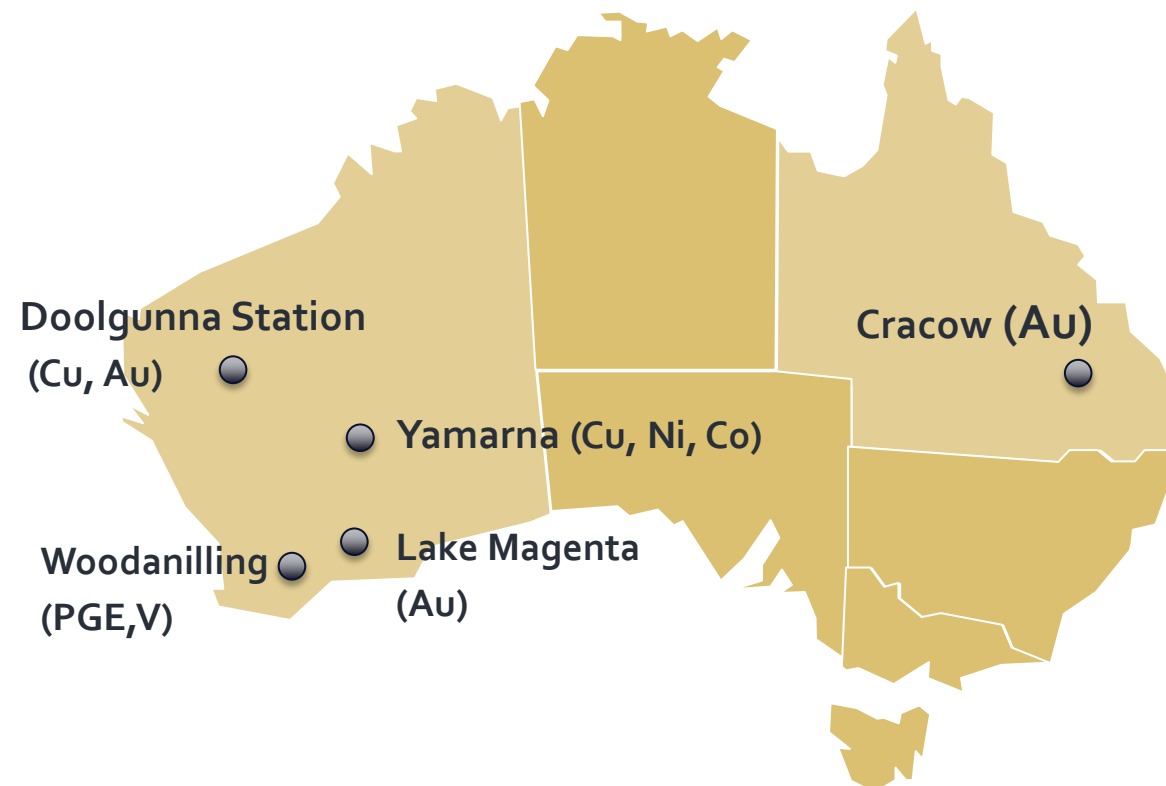 Doolgunna Station
(Cu, Au)
Cracow (Au)
Yamarna (Cu, Ni, Co)
Woodanilling
(PGE,V)
Lake Magenta
(Au)